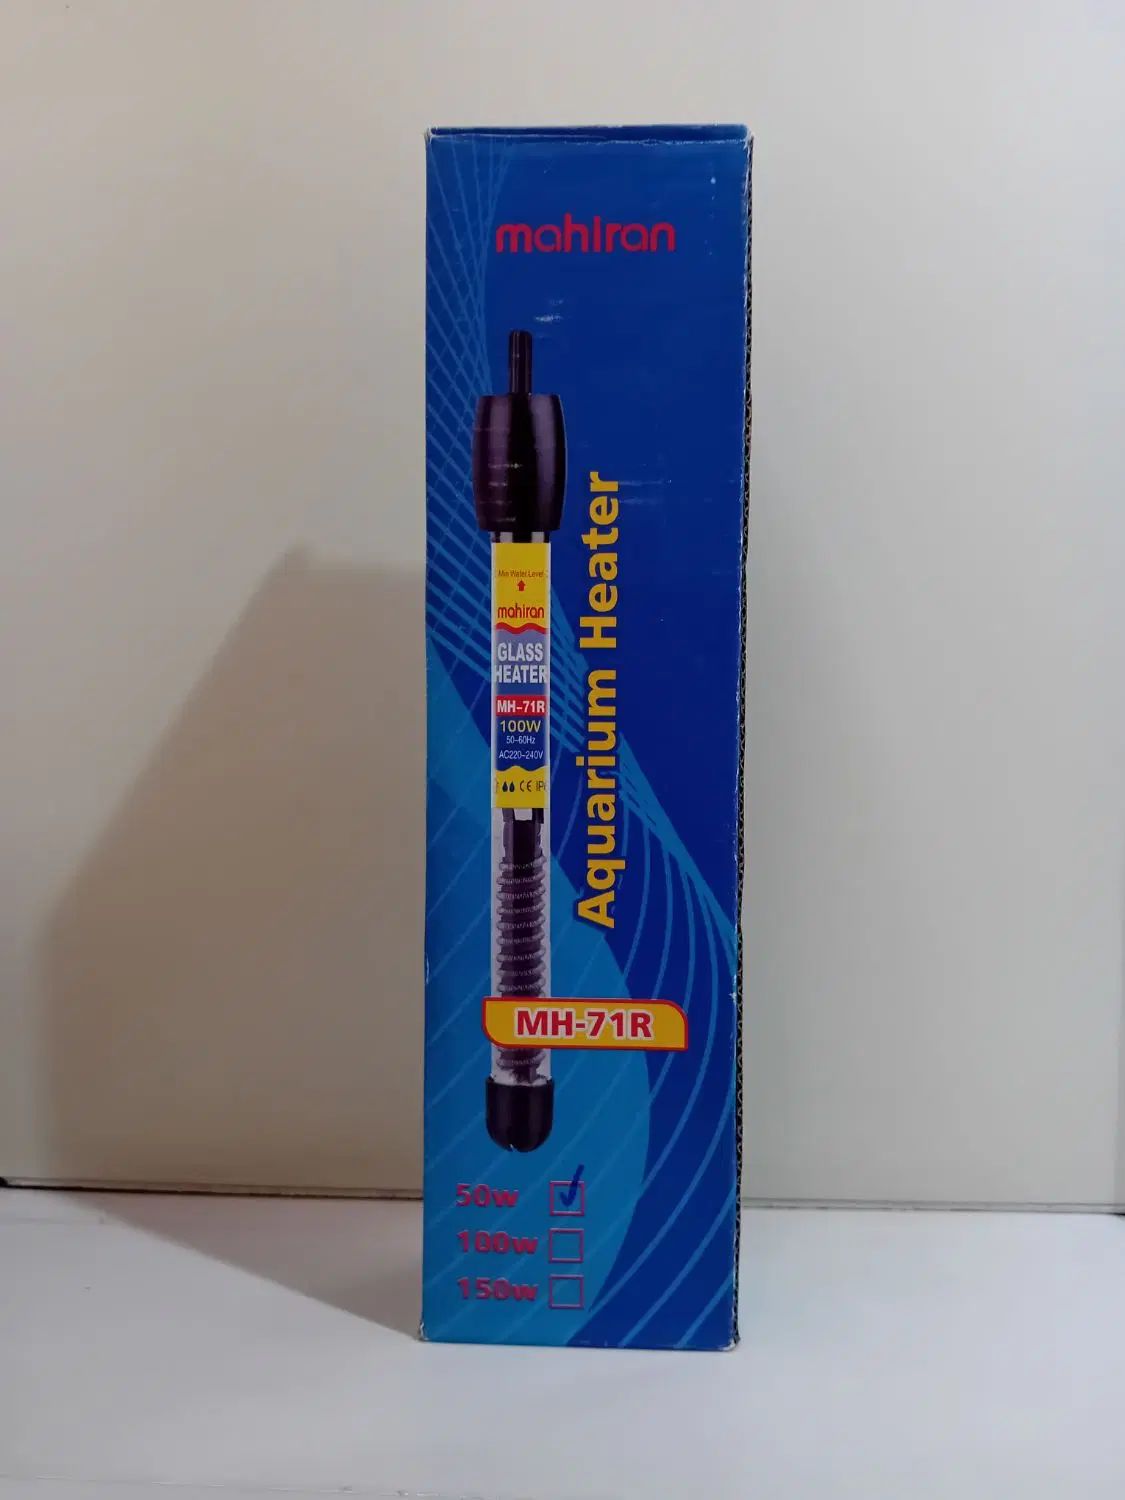 mahiran
Min Water Level
mahiran
GLASS
HEATER
MH-71R
100W
50-60Hz
AC220-240V
CE
Aquarium Heater
MH-71R
50w
100w
150w